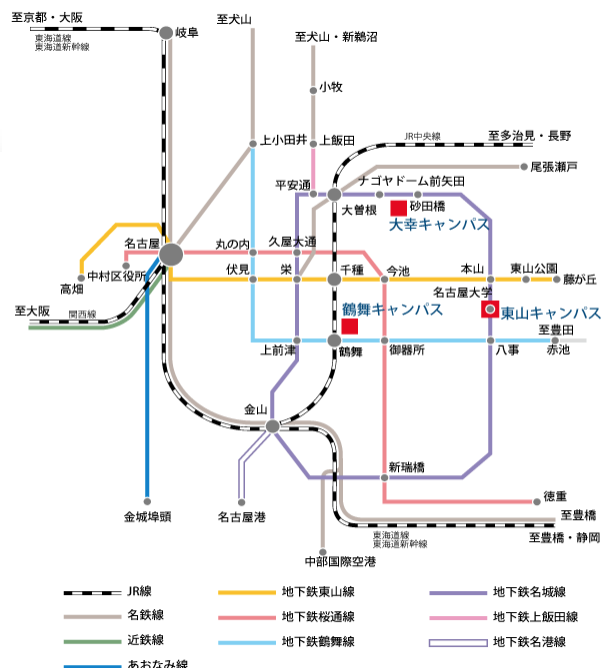 至京都・大阪
東海道線
東海道新幹線
岐阜
至犬山
至犬山・新鵜沼
小牧
上小田井
上飯田
JR中央線
至多治見・長野
尾張瀬戸
平安通
ナゴヤドーム前矢田
大曽根
砂田橋
大幸キャンパス
名古屋
丸の内
久屋大通
中村区役所
伏見
栄
千種
今池
本山
東山公園
藤が丘
高畑
名古屋大学
至大阪
関西線
鶴舞キャンパス
東山キャンパス
至豊田
上前津
鶴舞
御器所
八事
赤池
金山
新瑞橋
徳重
金城埠頭
名古屋港
至豊橋
東海道線
東海道新幹線
至豊橋・静岡
中部国際空港
JR線
地下鉄東山線
地下鉄名城線
名鉄線
地下鉄桜通線
地下鉄上飯田線
近鉄線
地下鉄鶴舞線
地下鉄名港線
あおなみ線